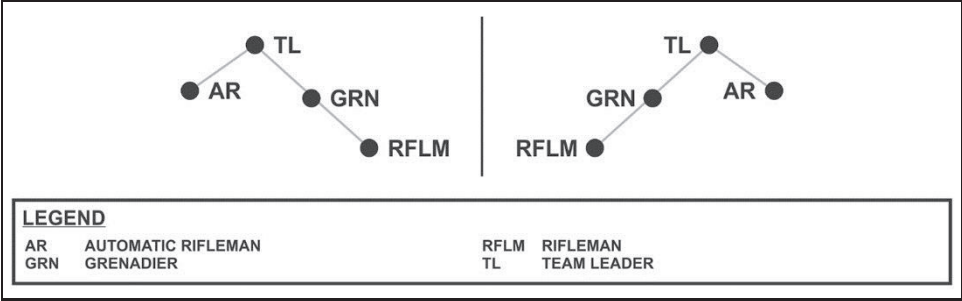 TL TL
AR GRN GRN AR
RFLM RFLM
LEGEND
AR AUTOMATIC RIFLEMAN RFLM RIFLEMAN
GRN GRENADIER TL TEAM LEADER